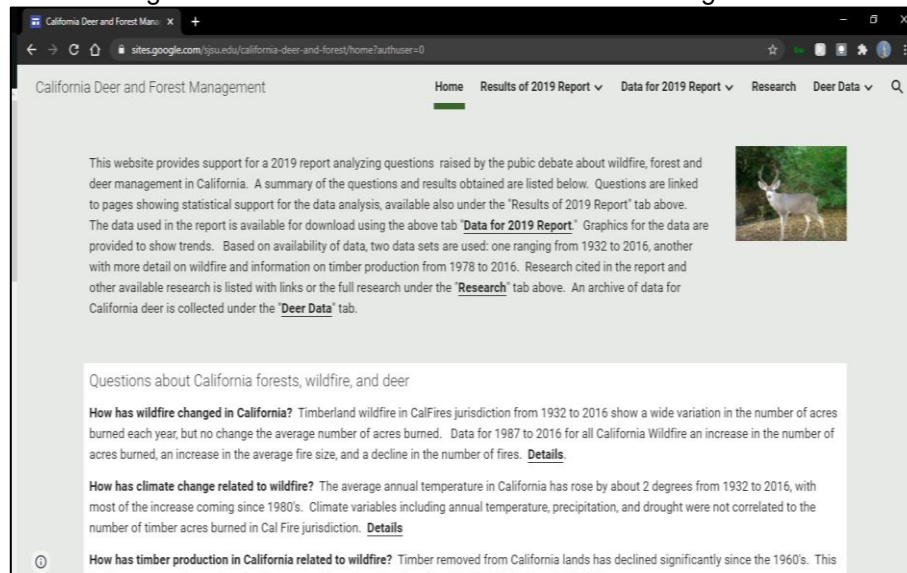 California Deer and Forest Mana
sites.google.com/sjsu.edu/california-deer-and-forest/home?authuser=0
California Deer and Forest Management
Home Results of 2019 Report Data for 2019 Report Research Deer Data
This website provides support for a 2019 report analyzing questions raised by the pubic debate about wildfire, forest and
deer management in California. A summary of the questions and results obtained are listed below. Questions are linked
to pages showing statistical support for the data analysis, available also under the "Results of 2019 Report" tab above.
The data used in the report is available for download using the above tab "Data for 2019 Report." Graphics for the data are
provided to show trends. Based on availability of data, two data sets are used: one ranging from 1932 to 2016, another
with more detail on wildfire and information on timber production from 1978 to 2016. Research cited in the report and
other available research is listed with links or the full research under the "Research" tab above. An archive of data for
California deer is collected under the "Deer Data" tab.
Questions about California forests, wildfire, and deer
How has wildfire changed in California? Timberland wildfire in CalFires jurisdiction from 1932 to 2016 show a wide variation in the number of acres
burned each year, but no change the average number of acres burned. Data for 1987 to 2016 for all California Wildfire an increase in the number of
acres burned, an increase in the average fire size, and a decline in the number of fires. Details.
How has climate change related to wildfire? The average annual temperature in California has rose by about 2 degrees from 1932 to 2016, with
most of the increase coming since 1980's. Climate variables including annual temperature, precipitation, and drought were not correlated to the
number of timber acres burned in Cal Fire jurisdiction. Details
How has timber production in California related to wildfire? Timber removed from California lands has declined significantly since the 1960's. This